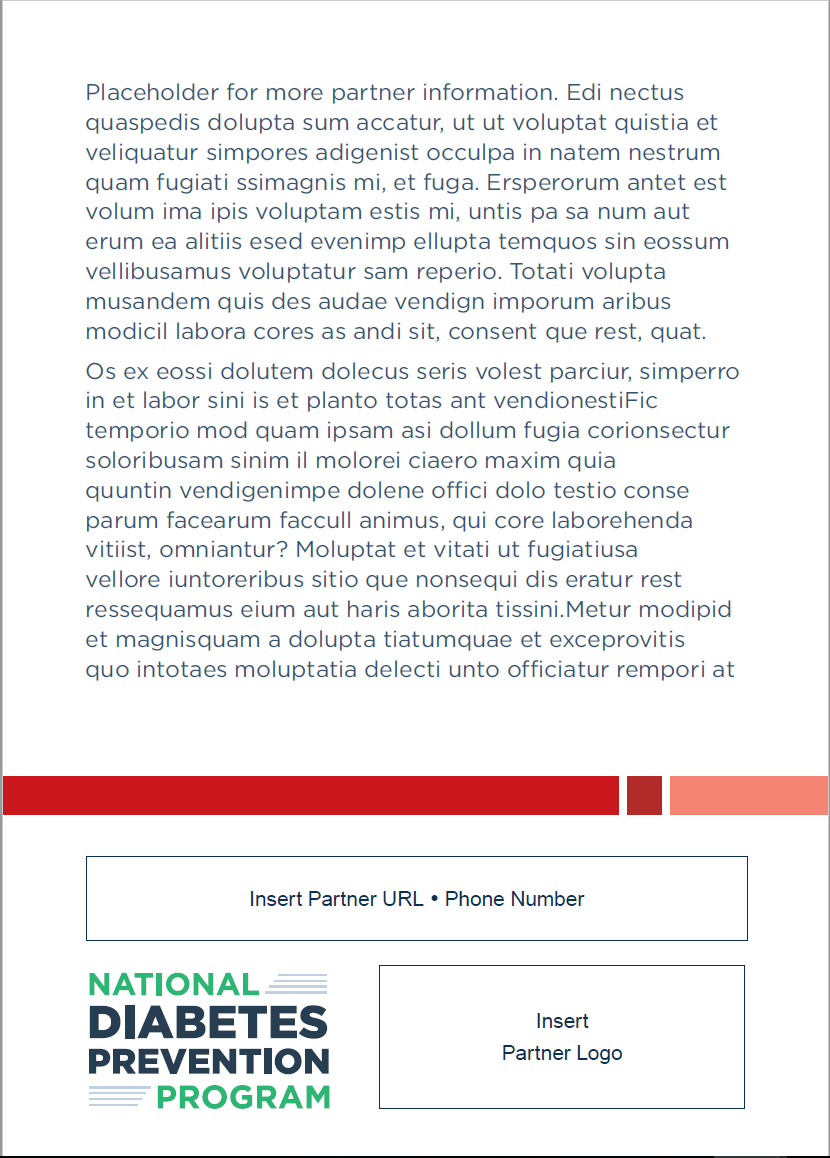 Placeholder for more partner information. Edi nectus
quaspedis dolupta sum accatur, ut ut voluptat quistia et
veliquatur simpores adigenist occulpa in natem nestrum
quam fugiati ssimagnis mi, et fuga. Ersperorum antet est
volum ima ipis voluptam estis mi, untis pa sa num aut
erum ea alitiis esed evenimp ellupta temquos sin eossum
vellibusamus voluptatur sam reperio. Totati volupta
musandem quis des audae vendign imporum aribus
modicil labora cores as andi sit, consent que rest, quat.
Os ex eossi dolutem dolecus seris volest parciur, simperro
in et labor sini is et planto totas ant vendionestiFic
temporio mod quam ipsam asi dollum fugia corionsectur
soloribusam sinim il molorei ciaero maxim quia
quuntin vendigenimpe dolene offici dolo testio conse
parum facearum faccull animus, qui core laborehenda
vitiist, omniantur? Moluptat et vitati ut fugiatiusa
vellore iuntoreribus sitio que nonsequi dis eratur rest
ressequamus eium aut haris aborita tissini.Metur modipid
et magnisquam a dolupta tiatumquae et exceprovitis
quo intotaes moluptatia delecti unto officiatur rempori at
Insert Partner URL • Phone Number
NATIONAL
DIABETES
PREVENTION
PROGRAM
Insert
Partner Logo